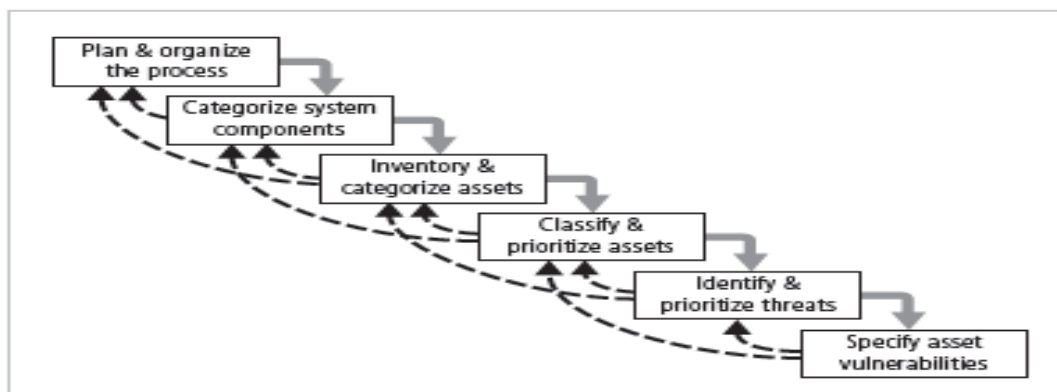 Plan & organize
the process
Categorize system
components
Inventory &
categorize assets
Classify &
prioritize assets
Identify &
prioritize threats
Specify asset
vulnerabilities